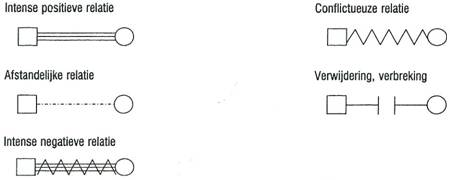 Intense positieve relatie
Conflictueuze relatie
Afstandelijke relatie
Verwijdering, verbreking
Intense negatieve relatie